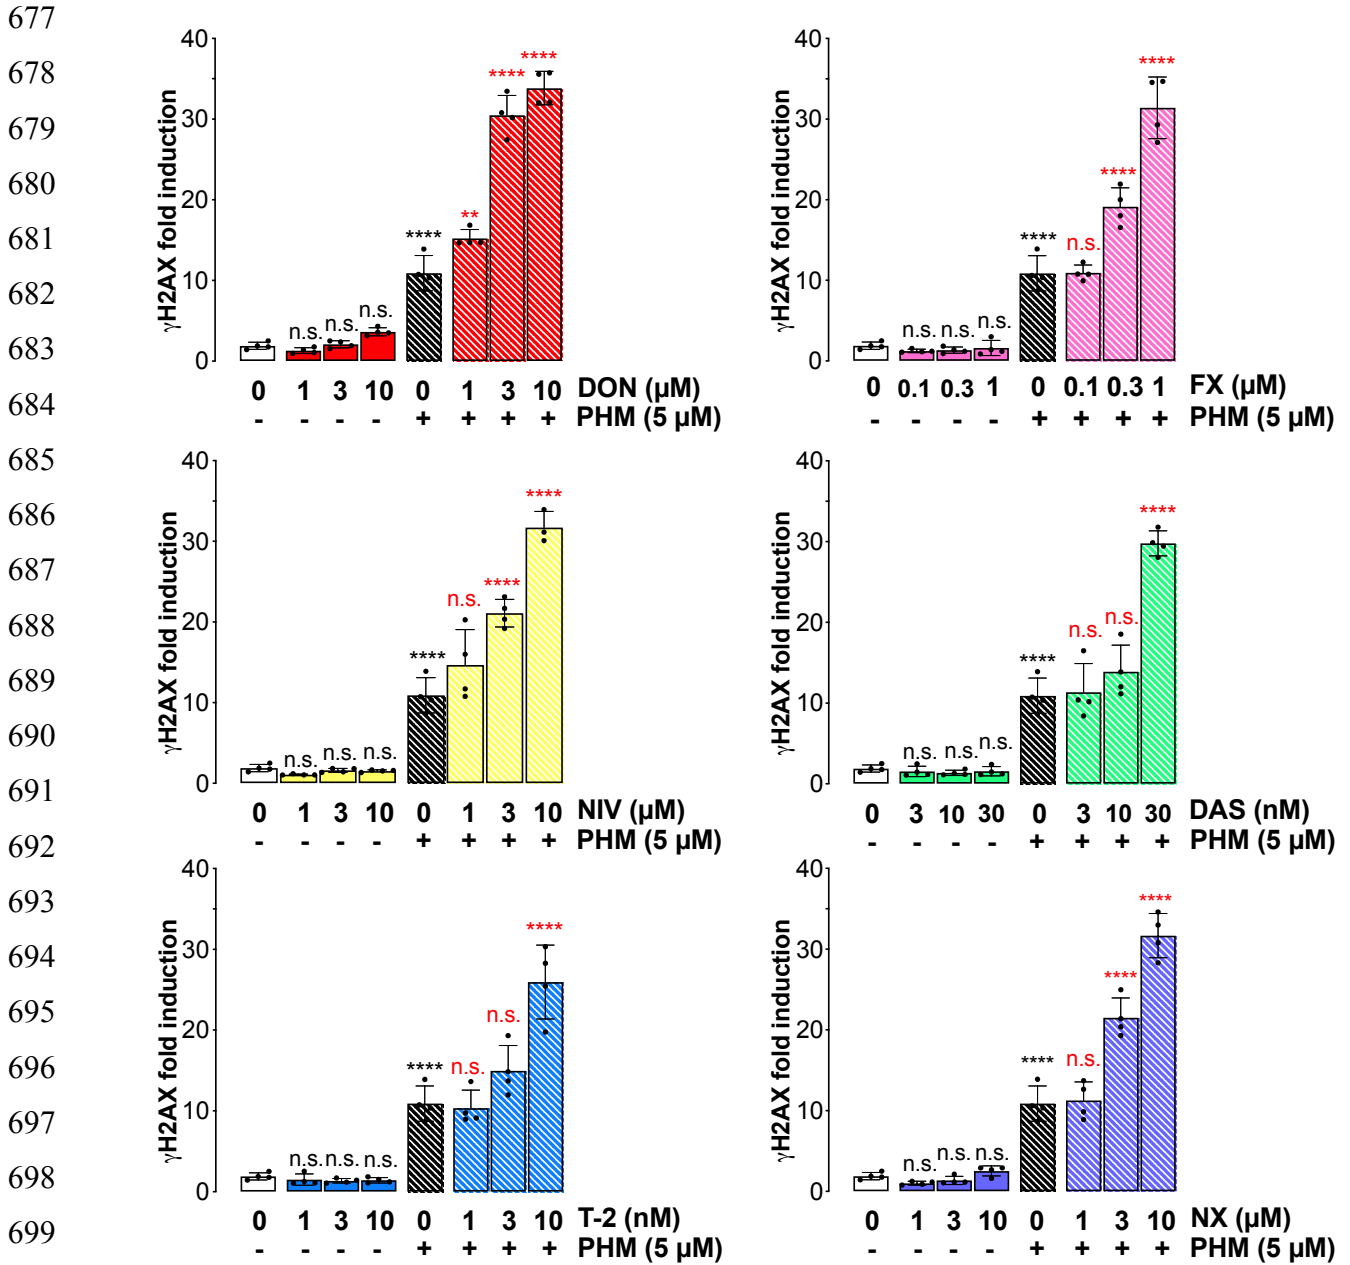 677
678
679
680
681
682
683
684
685
686
687
688
689
690
691
692
693
694
695
696
697
698
699
γH2AX fold induction
40
30
20
10
0
n.s. n.s. n.s. **** ** **** ****
0 1 3 10 0 1 3 10 DON (µM)
- - - - + + + + PHM (5 µM)
γH2AX fold induction
40
30
20
10
0
n.s. n.s. n.s. **** n.s. **** ****
0 0.1 0.3 1 0 0.1 0.3 1 FX (µM)
- - - - + + + + PHM (5 µM)
γH2AX fold induction
40
30
20
10
0
n.s. n.s. n.s. **** n.s. **** ****
0 1 3 10 0 1 3 10 NIV (µM)
- - - - + + + + PHM (5 µM)
γH2AX fold induction
40
30
20
10
0
n.s. n.s. n.s. **** n.s. n.s. ****
0 3 10 30 0 3 10 30 DAS (nM)
- - - - + + + + PHM (5 µM)
γH2AX fold induction
40
30
20
10
0
n.s. n.s. n.s. **** n.s. n.s. ****
0 1 3 10 0 1 3 10 T-2 (nM)
- - - - + + + + PHM (5 µM)
γH2AX fold induction
40
30
20
10
0
n.s. n.s. n.s. **** n.s. **** ****
0 1 3 10 0 1 3 10 NX (µM)
- - - - + + + + PHM (5 µM)